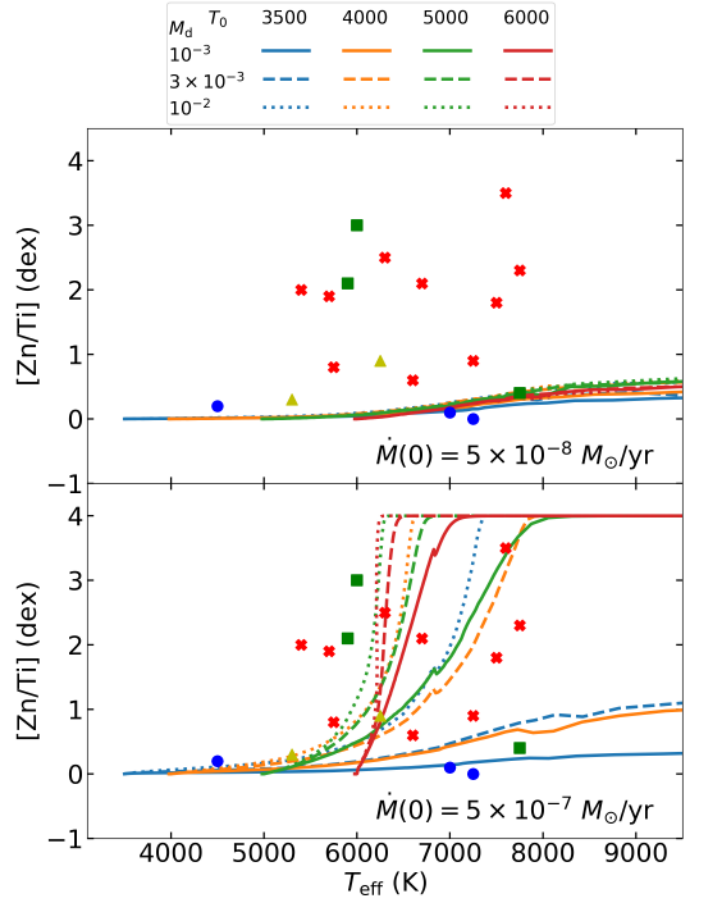 M_d T_0 3500 4000 5000 6000
10^{-3}
3 × 10^{-3}
10^{-2}
4
3
2
1
0
−1
[Zn/Ti] (dex)
Ṁ(0) = 5 × 10^{-8} M_⊙/yr
4
3
2
1
0
−1
[Zn/Ti] (dex)
Ṁ(0) = 5 × 10^{-7} M_⊙/yr
4000 5000 6000 7000 8000 9000
T_eff (K)